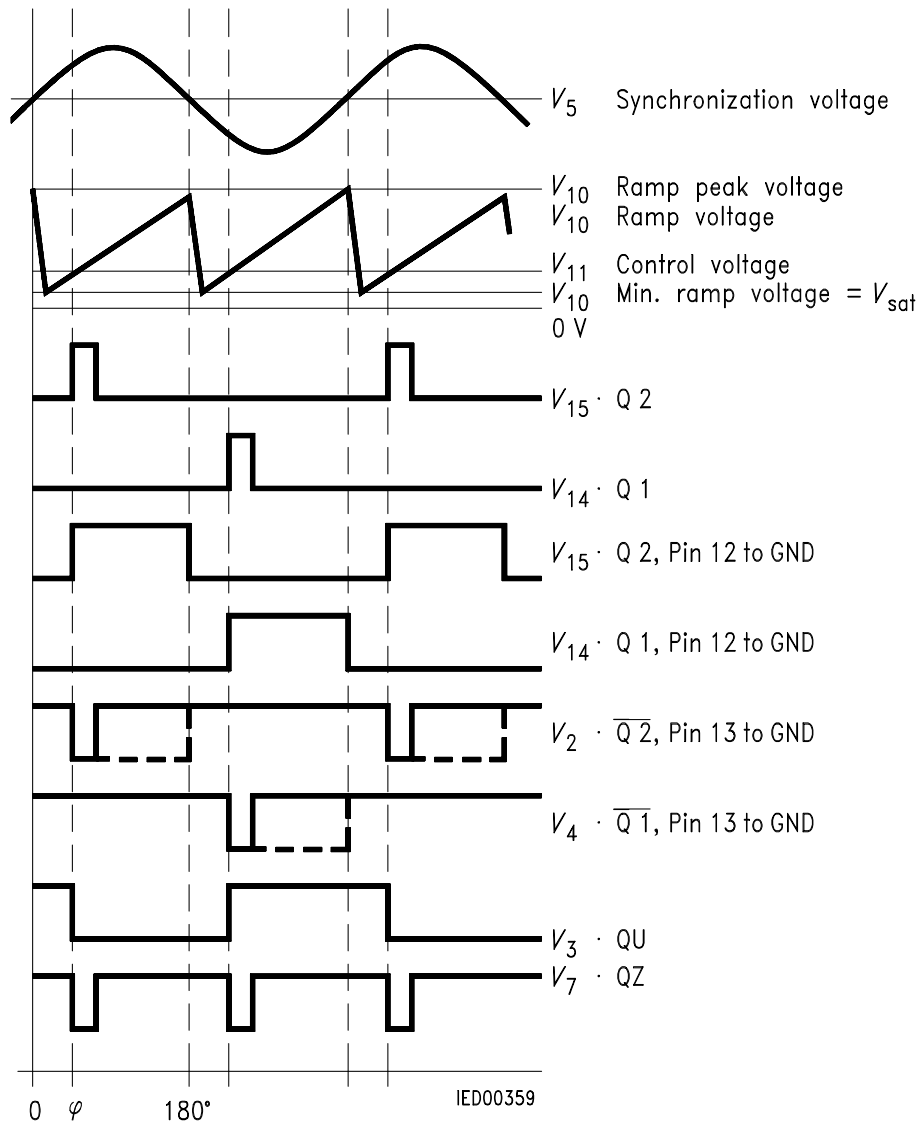 V5 Synchronization voltage
V10 Ramp peak voltage
V10 Ramp voltage
V11 Control voltage
V10 Min. ramp voltage = Vsat
0 V
V15 · Q 2
V14 · Q 1
V15 · Q 2, Pin 12 to GND
V14 · Q 1, Pin 12 to GND
V2 · Q̅ ̅2̅, Pin 13 to GND
V4 · Q̅ ̅1̅, Pin 13 to GND
V3 · QU
V7 · QZ
IED00359
0 φ 180°